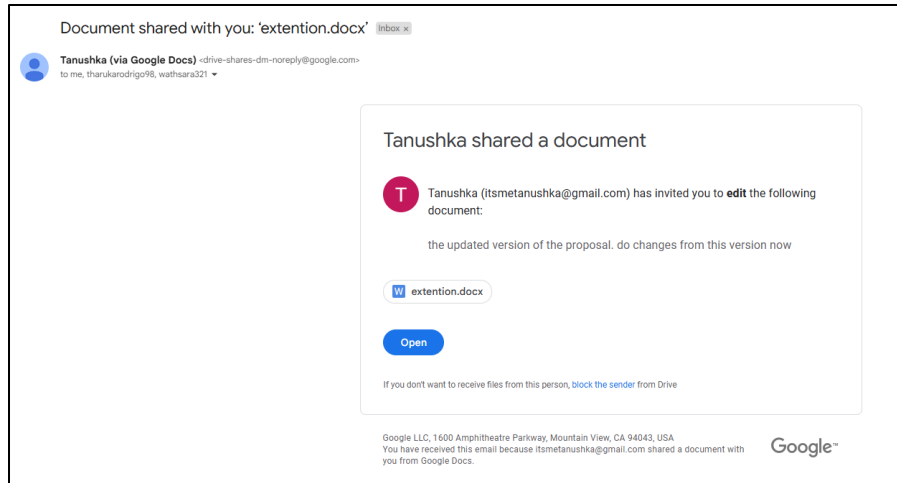 Document shared with you: ‘extention.docx’ Inbox x
Tanushka (via Google Docs) <drive-shares-dm-noreply@google.com>
to me, tharukarodrigo98, wathsara321
Tanushka shared a document
T
Tanushka (itsmetanushka@gmail.com) has invited you to edit the following
document:
the updated version of the proposal. do changes from this version now
W extention.docx
Open
If you don't want to receive files from this person, block the sender from Drive
Google LLC, 1600 Amphitheatre Parkway, Mountain View, CA 94043, USA
You have received this email because itsmetanushka@gmail.com shared a document with
you from Google Docs.
Google™